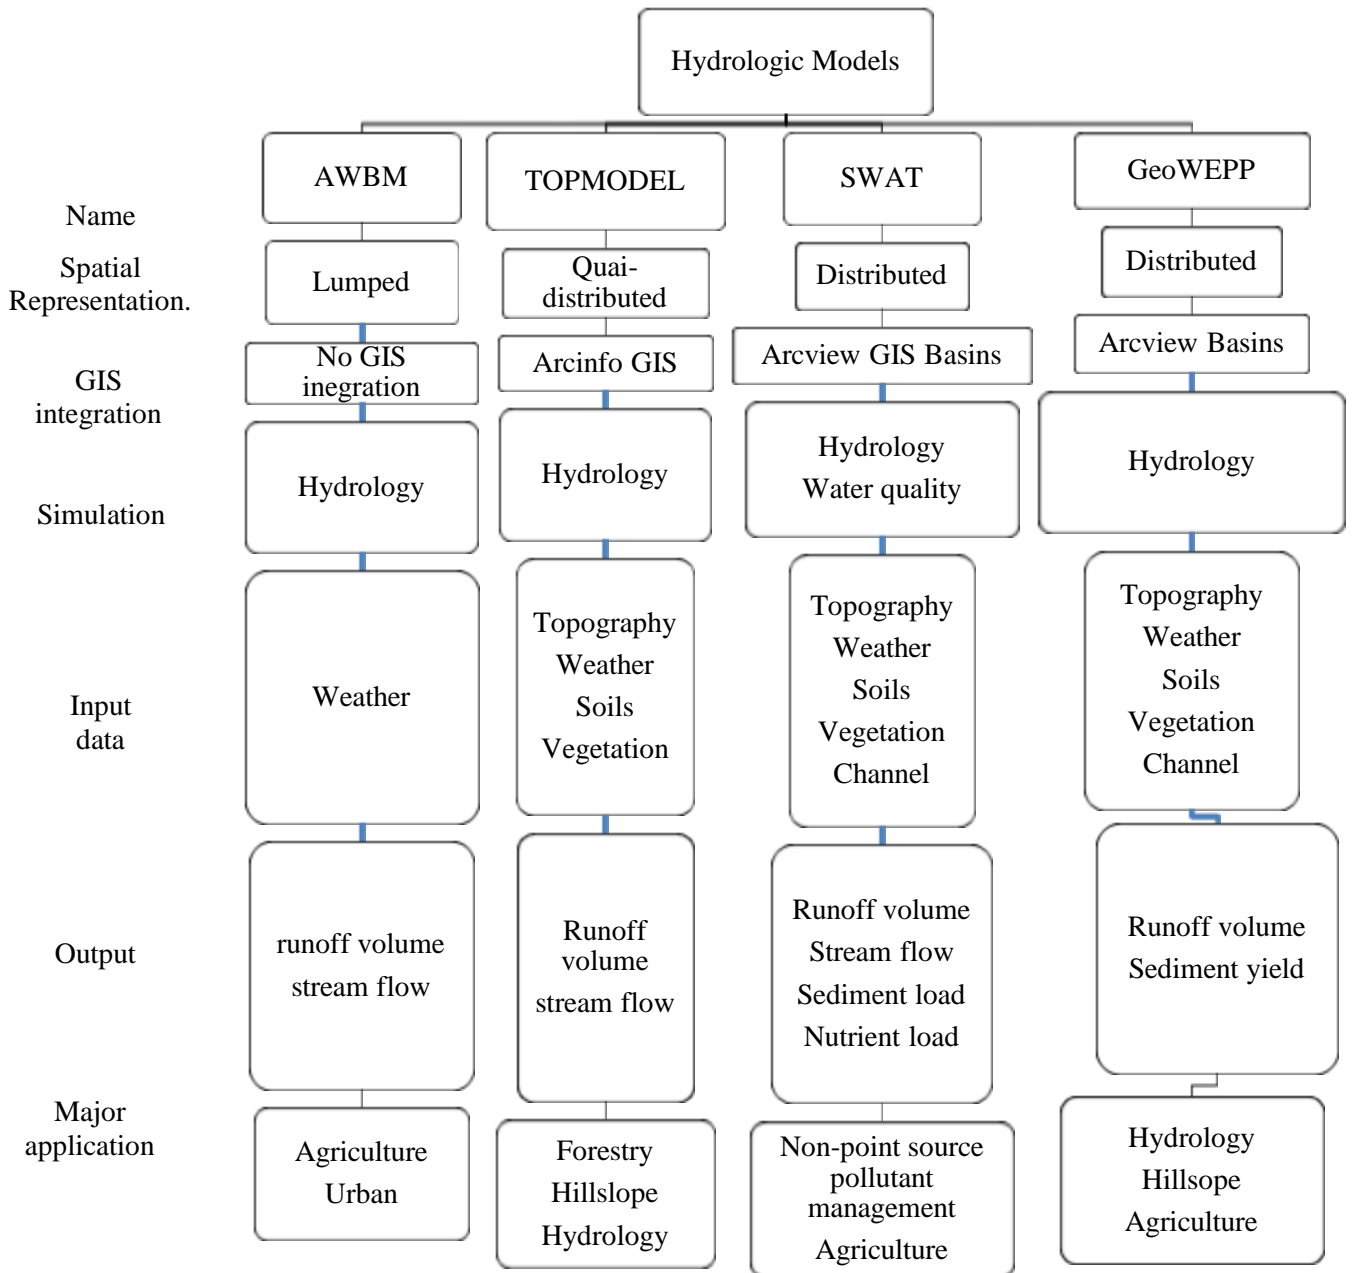 Hydrologic Models
Name
AWBM
TOPMODEL
SWAT
GeoWEPP
Spatial
Representation.
Lumped
Quai-
distributed
Distributed
Distributed
GIS
integration
No GIS
inegration
Arcinfo GIS
Arcview GIS Basins
Arcview Basins
Simulation
Hydrology
Hydrology
Hydrology
Water quality
Hydrology
Input
data
Weather
Topography
Weather
Soils
Vegetation
Topography
Weather
Soils
Vegetation
Channel
Topography
Weather
Soils
Vegetation
Channel
Output
runoff volume
stream flow
Runoff
volume
stream flow
Runoff volume
Stream flow
Sediment load
Nutrient load
Runoff volume
Sediment yield
Major
application
Agriculture
Urban
Forestry
Hillslope
Hydrology
Non-point source
pollutant
management
Agriculture
Hydrology
Hillsope
Agriculture